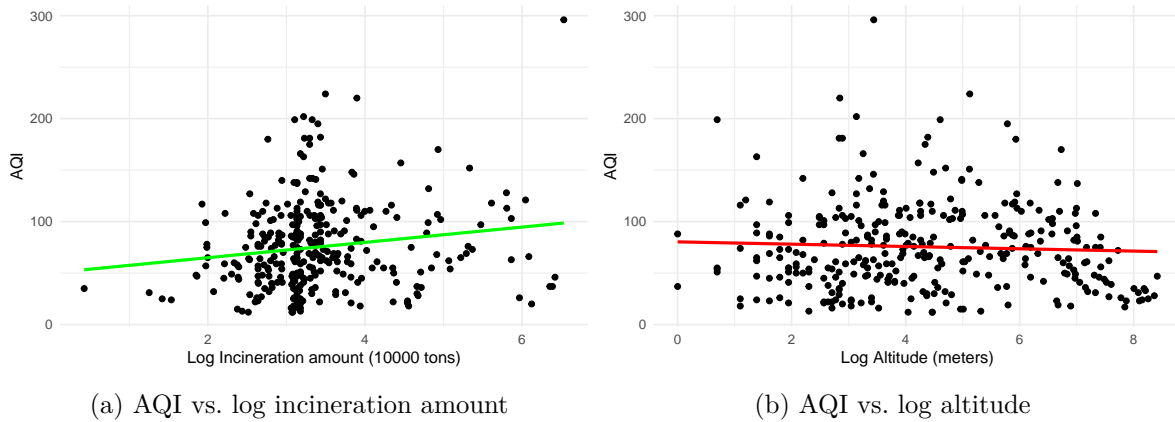 300
200
100
0
AQI
2
4
6
Log Incineration amount (10000 tons)
(a) AQI vs. log incineration amount
300
200
100
0
AQI
0
2
4
6
8
Log Altitude (meters)
(b) AQI vs. log altitude